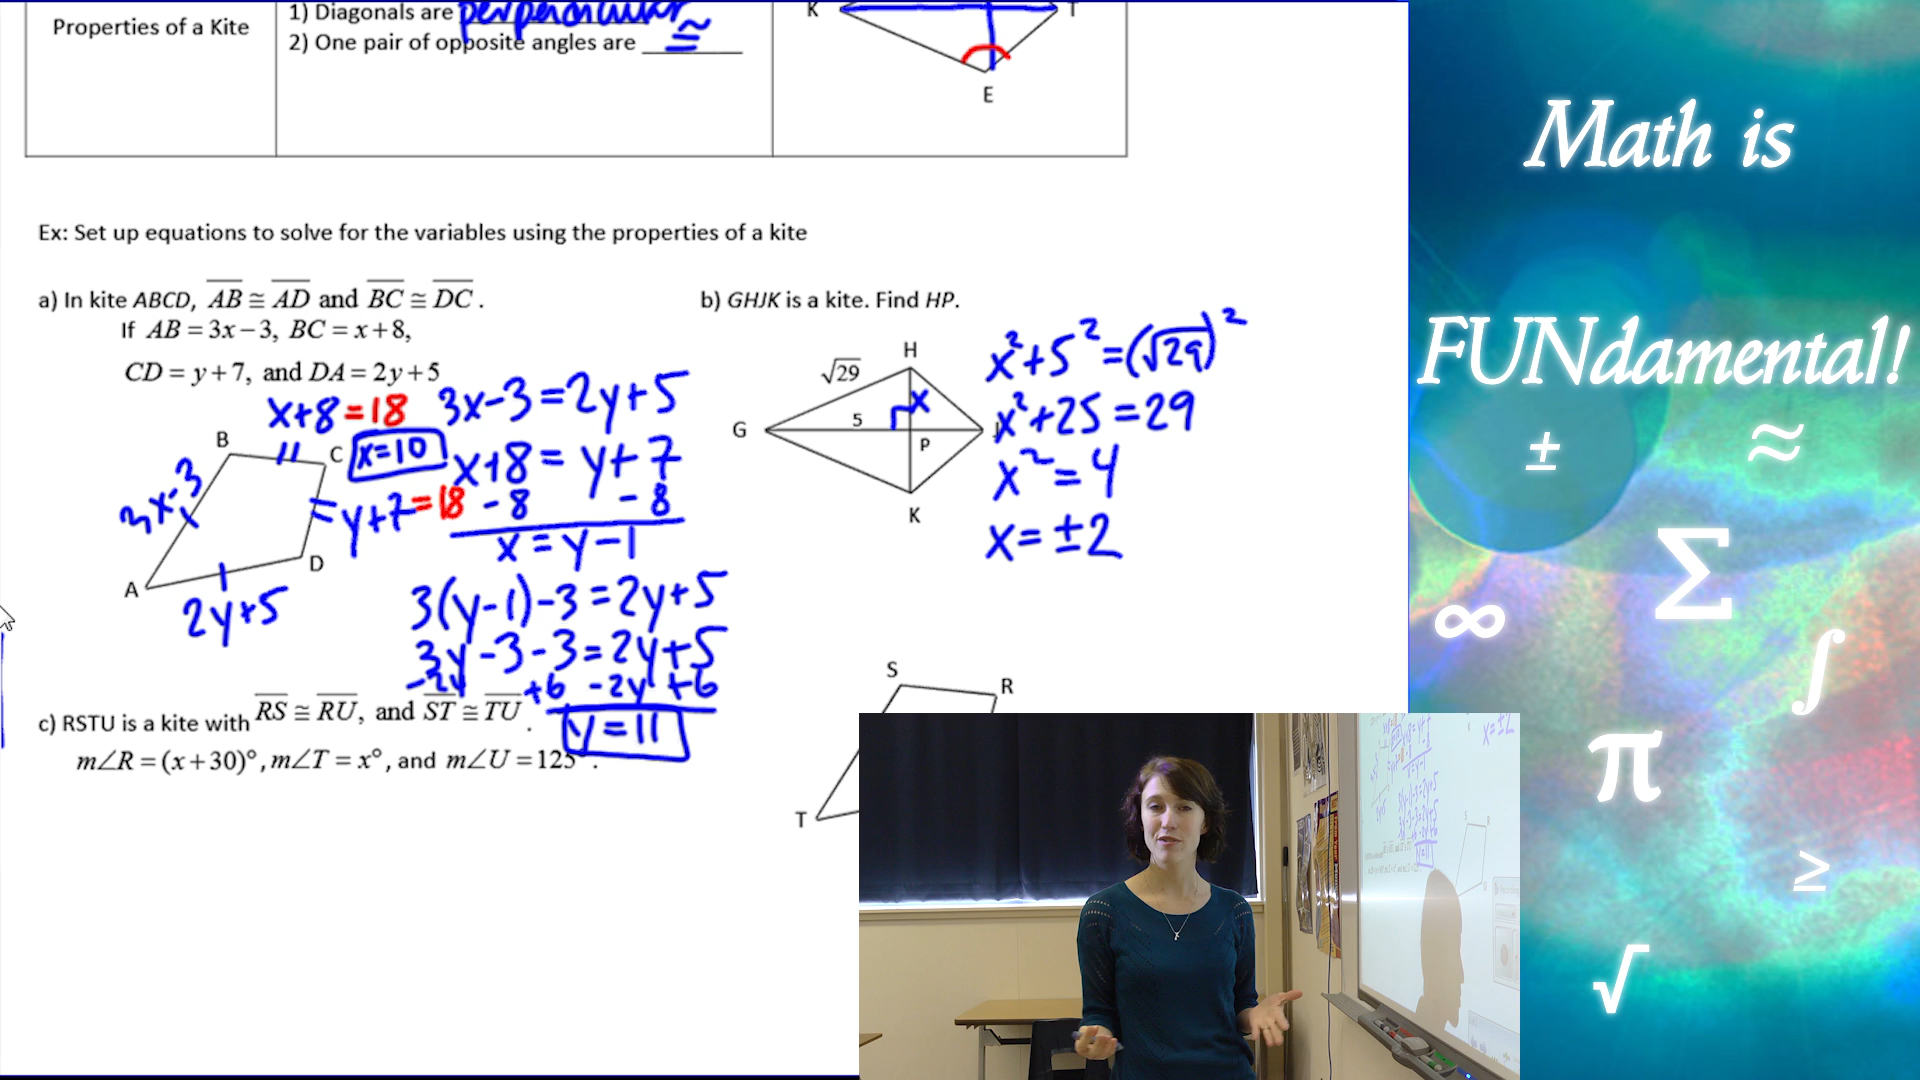 Properties of a Kite
1) Diagonals are perpendicular
2) One pair of opposite angles are ≅
K
T
E
Ex: Set up equations to solve for the variables using the properties of a kite
a) In kite ABCD, AB ≅ AD and BC ≅ DC .
If AB = 3x − 3, BC = x + 8,
CD = y + 7, and DA = 2y + 5
x+8 = 18
B
C
x=10
3x-3
y+7 = 18
A
D
2y+5
3x-3 = 2y+5
x+8 = y+7
-8 -8
x = y-1
3(y-1)-3 = 2y+5
3y-3-3 = 2y+5
-2y +6 -2y +6
y = 11
b) GHJK is a kite. Find HP.
H
√29
G
5
x
P
K
x²+5² = (√29)²
x²+25 = 29
x² = 4
x = ±2
c) RSTU is a kite with RS ≅ RU, and ST ≅ TU .
m∠R = (x + 30)°, m∠T = x°, and m∠U = 125° .
S
R
T
Math is
FUNdamental!
± ≈
Σ
∞
∫
π
≥
√